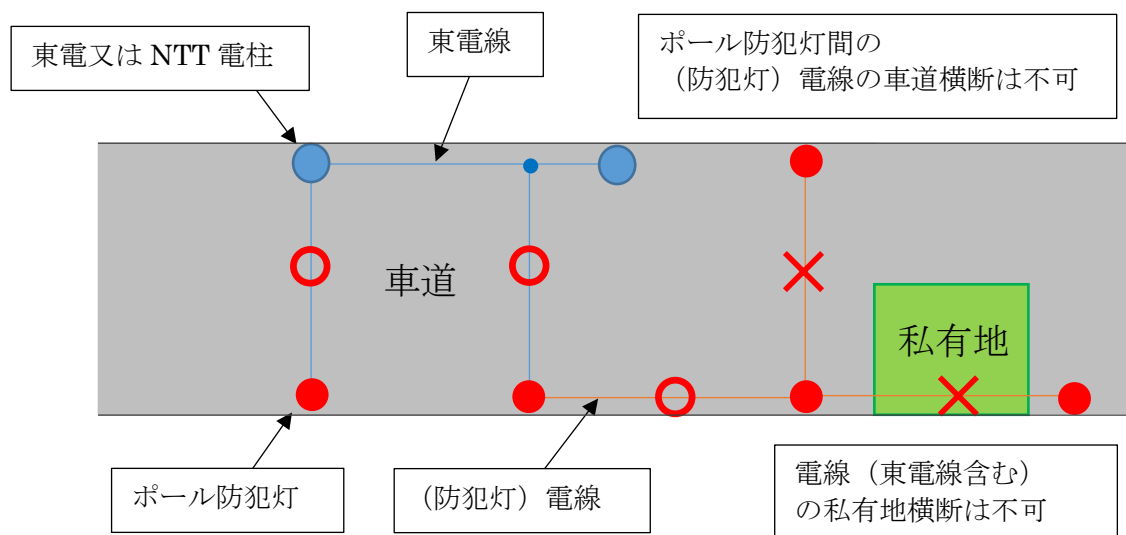 東電又は NTT 電柱
東電線
ポール防犯灯間の
（防犯灯）電線の車道横断は不可
車道
私有地
ポール防犯灯
（防犯灯）電線
電線（東電線含む）
の私有地横断は不可